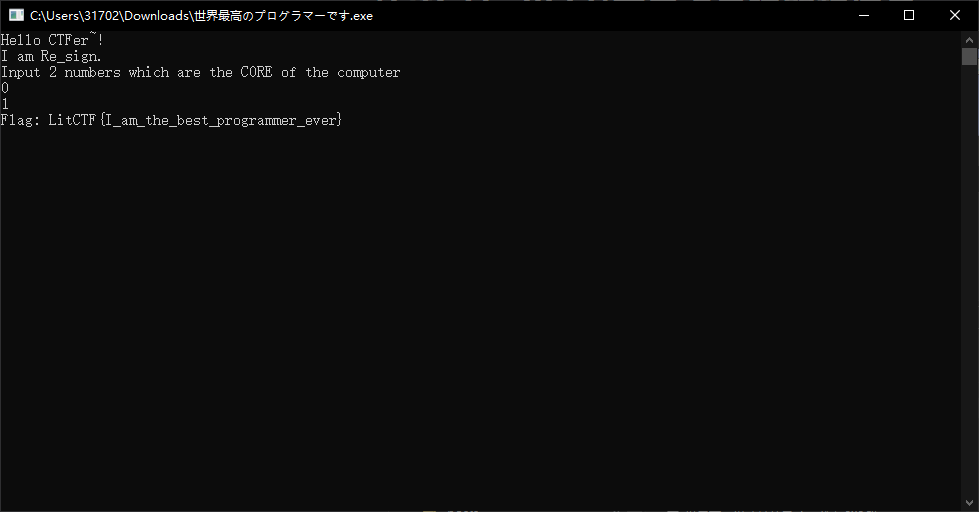 C:\Users\31702\Downloads\世界最高のプログラマーです.exe
Hello CTFer~!
I am Re_sign.
Input 2 numbers which are the CORE of the computer
0
1
Flag: LitCTF{I_am_the_best_programmer_ever}